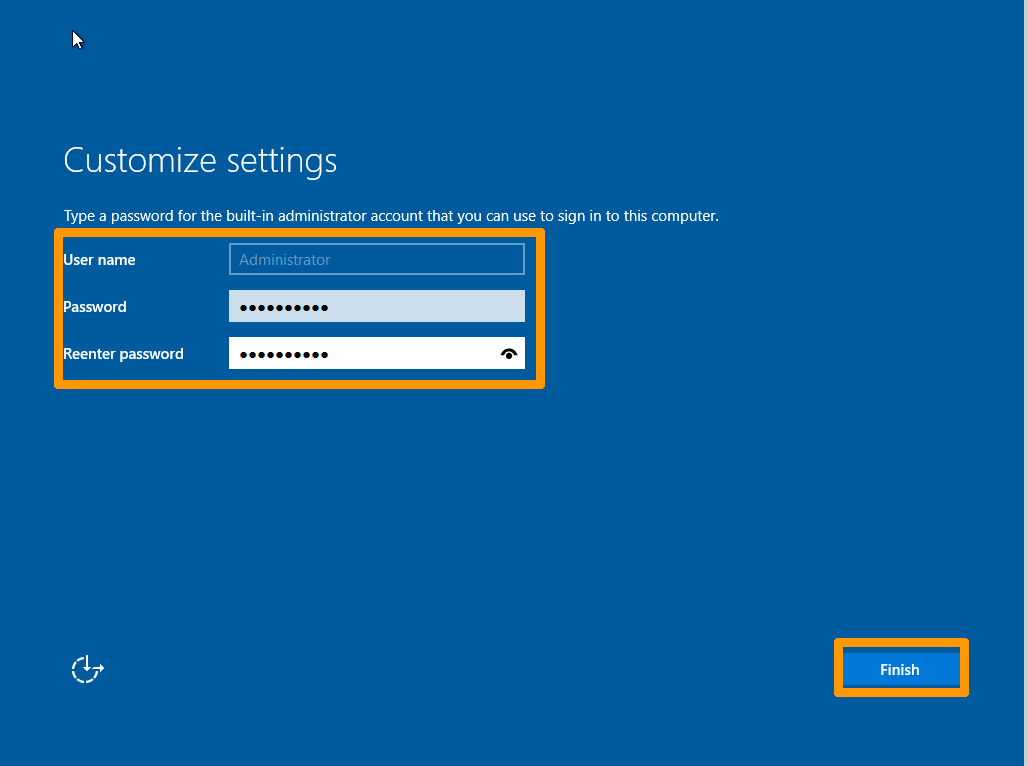 Customize settings
Type a password for the built-in administrator account that you can use to sign in to this computer.
User name Administrator
Password ●●●●●●●●●●
Reenter password ●●●●●●●●●●
Finish